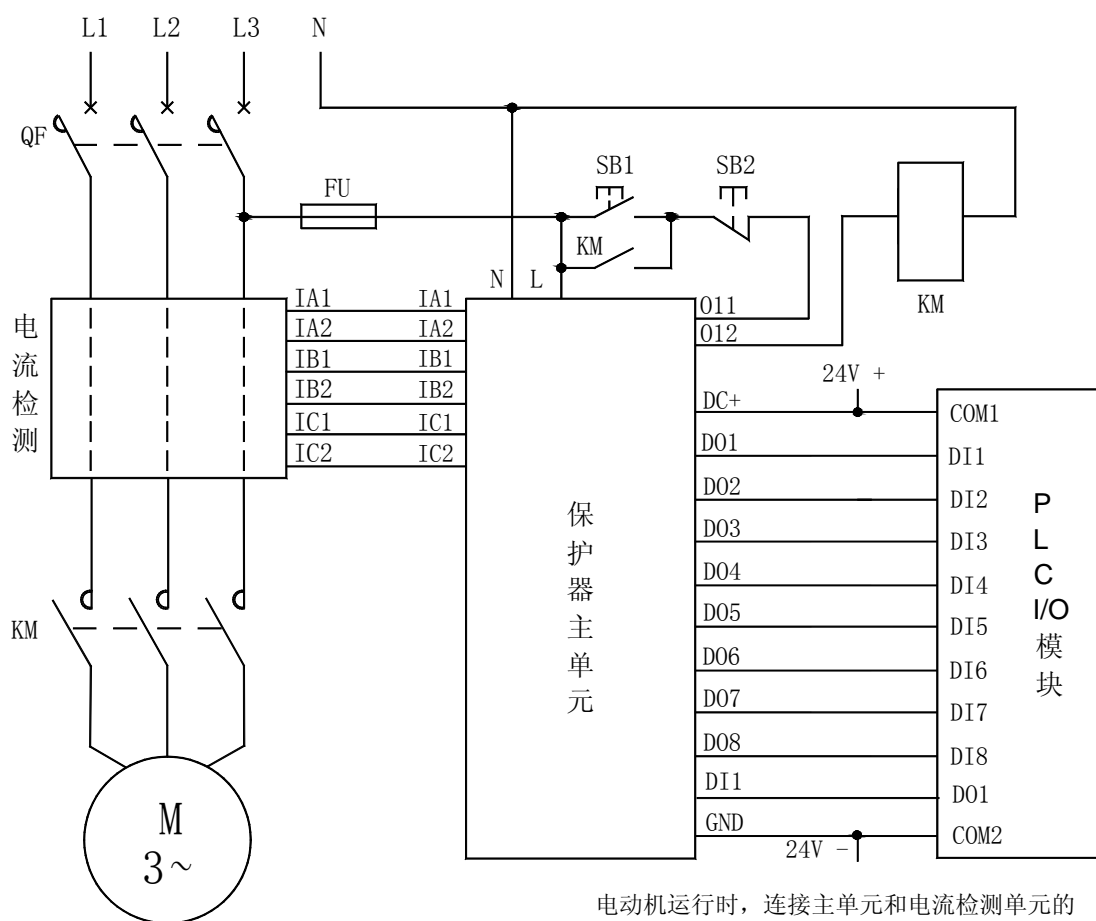 L1 L2 L3 N
QF
SB1 SB2
FU
KM
N L
KM
电流检测
IA1 IA1
IA2 IA2
IB1 IB1
IB2 IB2
IC1 IC1
IC2 IC2
O11
O12
24V +
DC+ COM1
DO1 DI1
DO2 DI2
DO3 DI3
DO4 DI4
DO5 DI5
DO6 DI6
DO7 DI7
DO8 DI8
DI1 DO1
GND COM2
24V -
保护器主单元
PLC I/O模块
KM
M
3~
电动机运行时，连接主单元和电流检测单元的